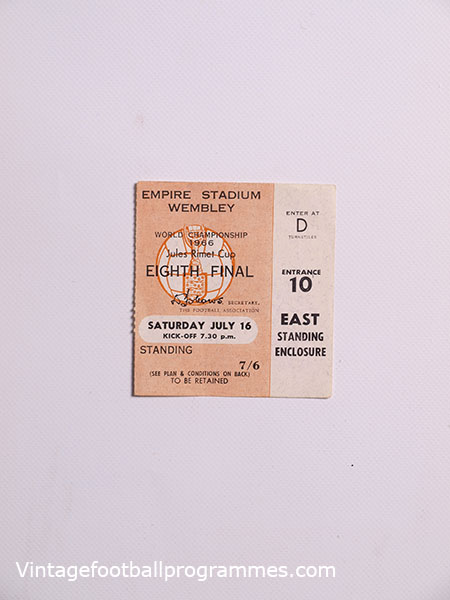 EMPIRE STADIUM
WEMBLEY
WORLD CHAMPIONSHIP
1966
Jules Rimet Cup
EIGHTH FINAL
SECRETARY,
THE FOOTBALL ASSOCIATION
SATURDAY JULY 16
KICK-OFF 7.30 p.m.
STANDING
7/6
(SEE PLAN & CONDITIONS ON BACK)
TO BE RETAINED
ENTER AT
D
TURNSTILES
ENTRANCE
10
EAST
STANDING
ENCLOSURE
Vintagefootballprogrammes.com